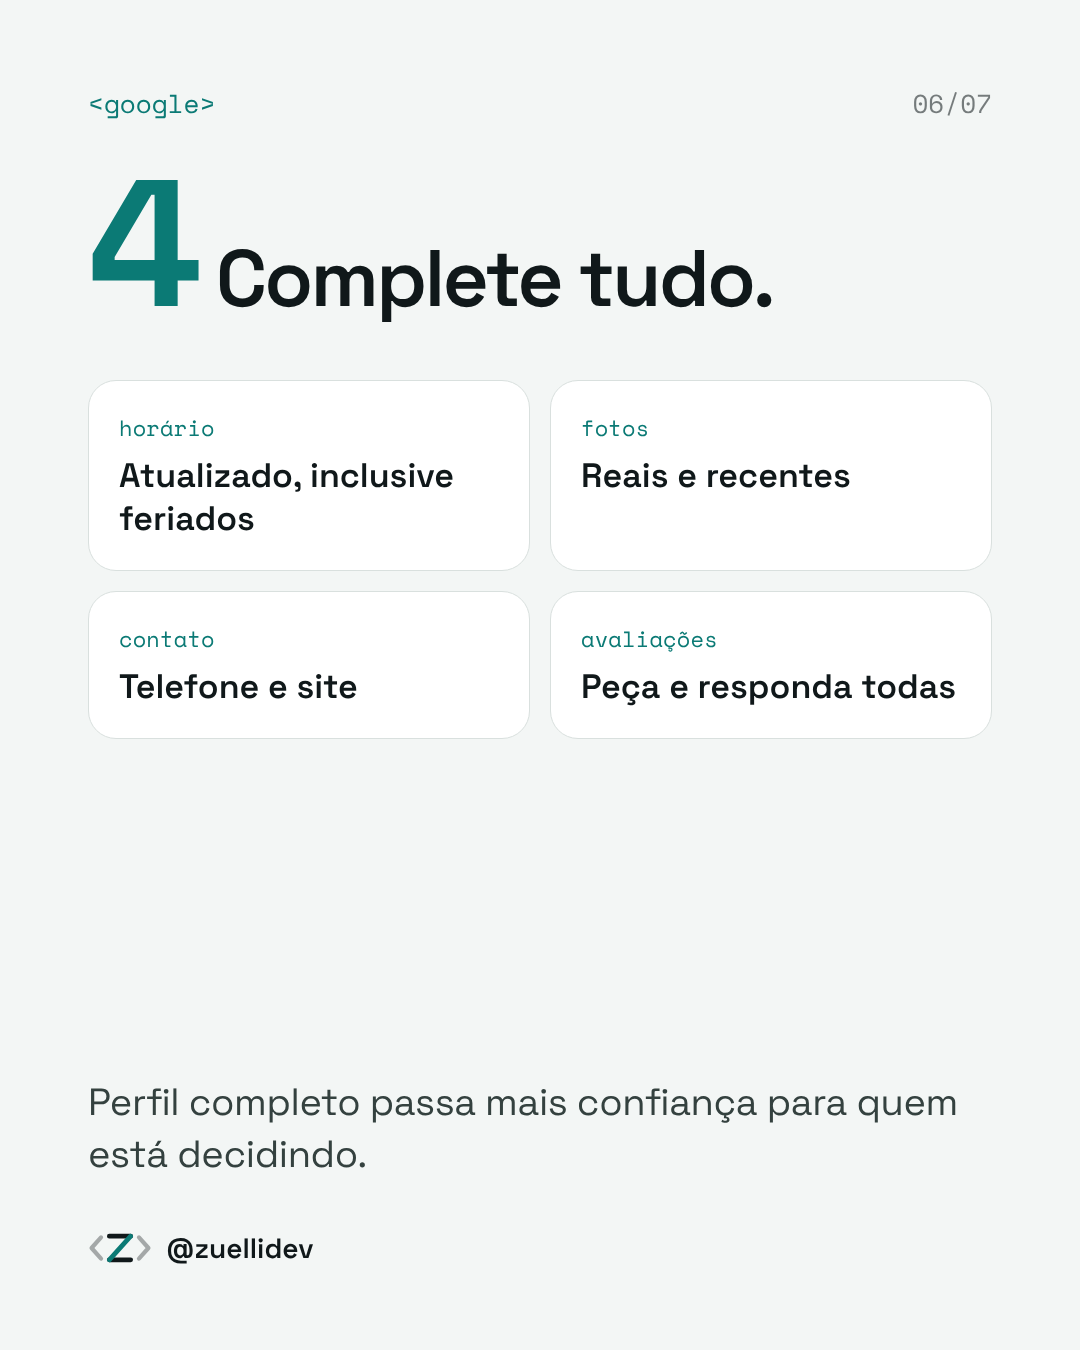 <google>
06/07
4 Complete tudo.
horário
Atualizado, inclusive
feriados
fotos
Reais e recentes
contato
Telefone e site
avaliações
Peça e responda todas
Perfil completo passa mais confiança para quem
está decidindo.
<Z> @zuellidev